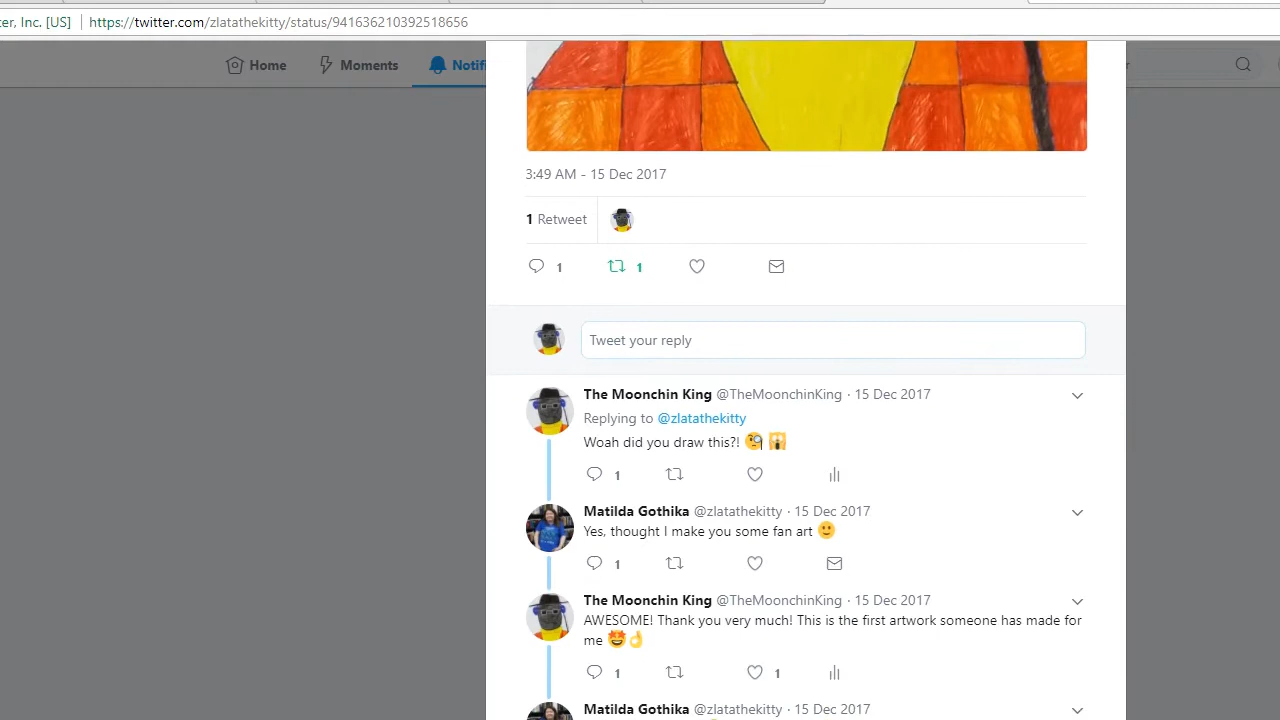 er, Inc. [US] https://twitter.com/zlatathekitty/status/941636210392518656
Home Moments Notifi
3:49 AM - 15 Dec 2017
1 Retweet
1 1
Tweet your reply
The Moonchin King @TheMoonchinKing · 15 Dec 2017
Replying to @zlatathekitty
Woah did you draw this?! 🧐 😱
1
Matilda Gothika @zlatathekitty · 15 Dec 2017
Yes, thought I make you some fan art 🙂
1
The Moonchin King @TheMoonchinKing · 15 Dec 2017
AWESOME! Thank you very much! This is the first artwork someone has made for
me 🤩👌
1 1
Matilda Gothika @zlatathekitty · 15 Dec 2017